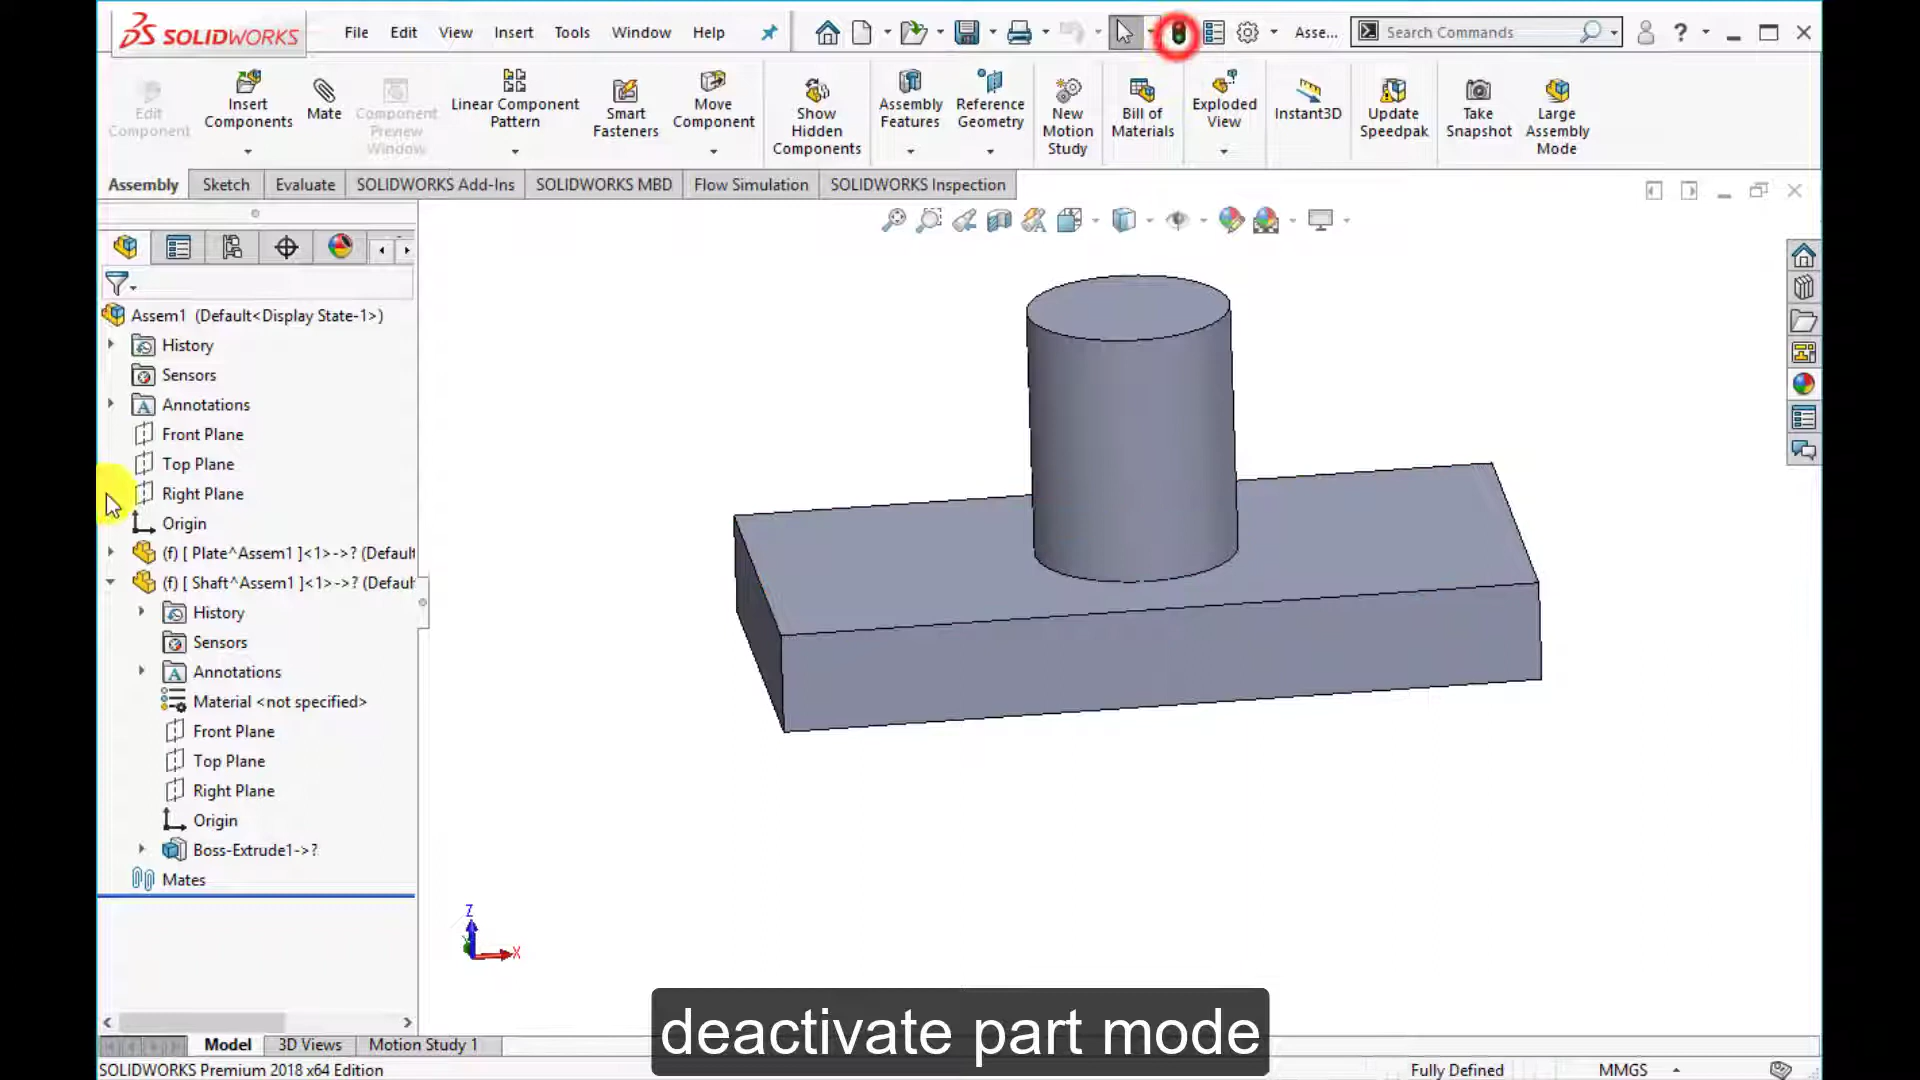 SOLIDWORKS File Edit View Insert Tools Window Help Asse... Search Commands ?
Edit Component
Insert Components
Mate
Component Preview Window
Linear Component Pattern
Smart Fasteners
Move Component
Show Hidden Components
Assembly Features
Reference Geometry
New Motion Study
Bill of Materials
Exploded View
Instant3D
Update Speedpak
Take Snapshot
Large Assembly Mode
Assembly Sketch Evaluate SOLIDWORKS Add-Ins SOLIDWORKS MBD Flow Simulation SOLIDWORKS Inspection
Assem1 (Default<Display State-1>)
History
Sensors
Annotations
Front Plane
Top Plane
Right Plane
Origin
(f) [ Plate^Assem1 ]<1>->? (Default
(f) [ Shaft^Assem1 ]<1>->? (Default
History
Sensors
Annotations
Material <not specified>
Front Plane
Top Plane
Right Plane
Origin
Boss-Extrude1->?
Mates
Z
X
Model 3D Views Motion Study 1
deactivate part mode
SOLIDWORKS Premium 2018 x64 Edition Fully Defined MMGS